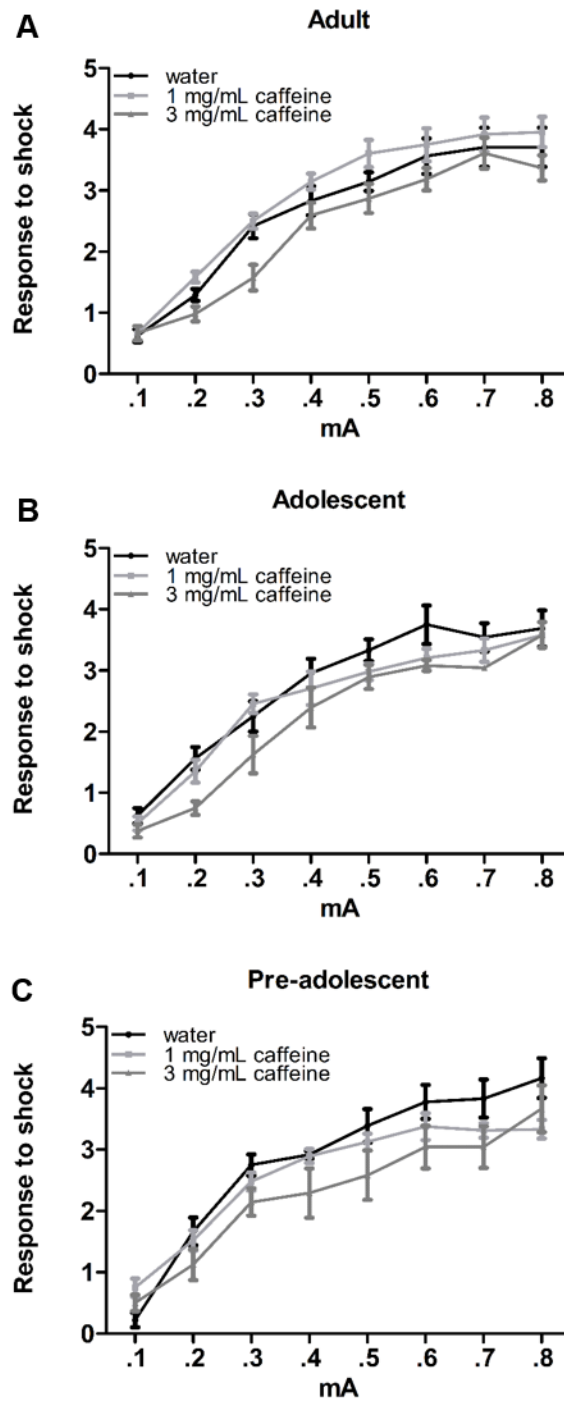 A
Adult
water
1 mg/mL caffeine
3 mg/mL caffeine
Response to shock
5
4
3
2
1
0
.1 .2 .3 .4 .5 .6 .7 .8
mA
B
Adolescent
water
1 mg/mL caffeine
3 mg/mL caffeine
Response to shock
5
4
3
2
1
0
.1 .2 .3 .4 .5 .6 .7 .8
mA
C
Pre-adolescent
water
1 mg/mL caffeine
3 mg/mL caffeine
Response to shock
5
4
3
2
1
0
.1 .2 .3 .4 .5 .6 .7 .8
mA